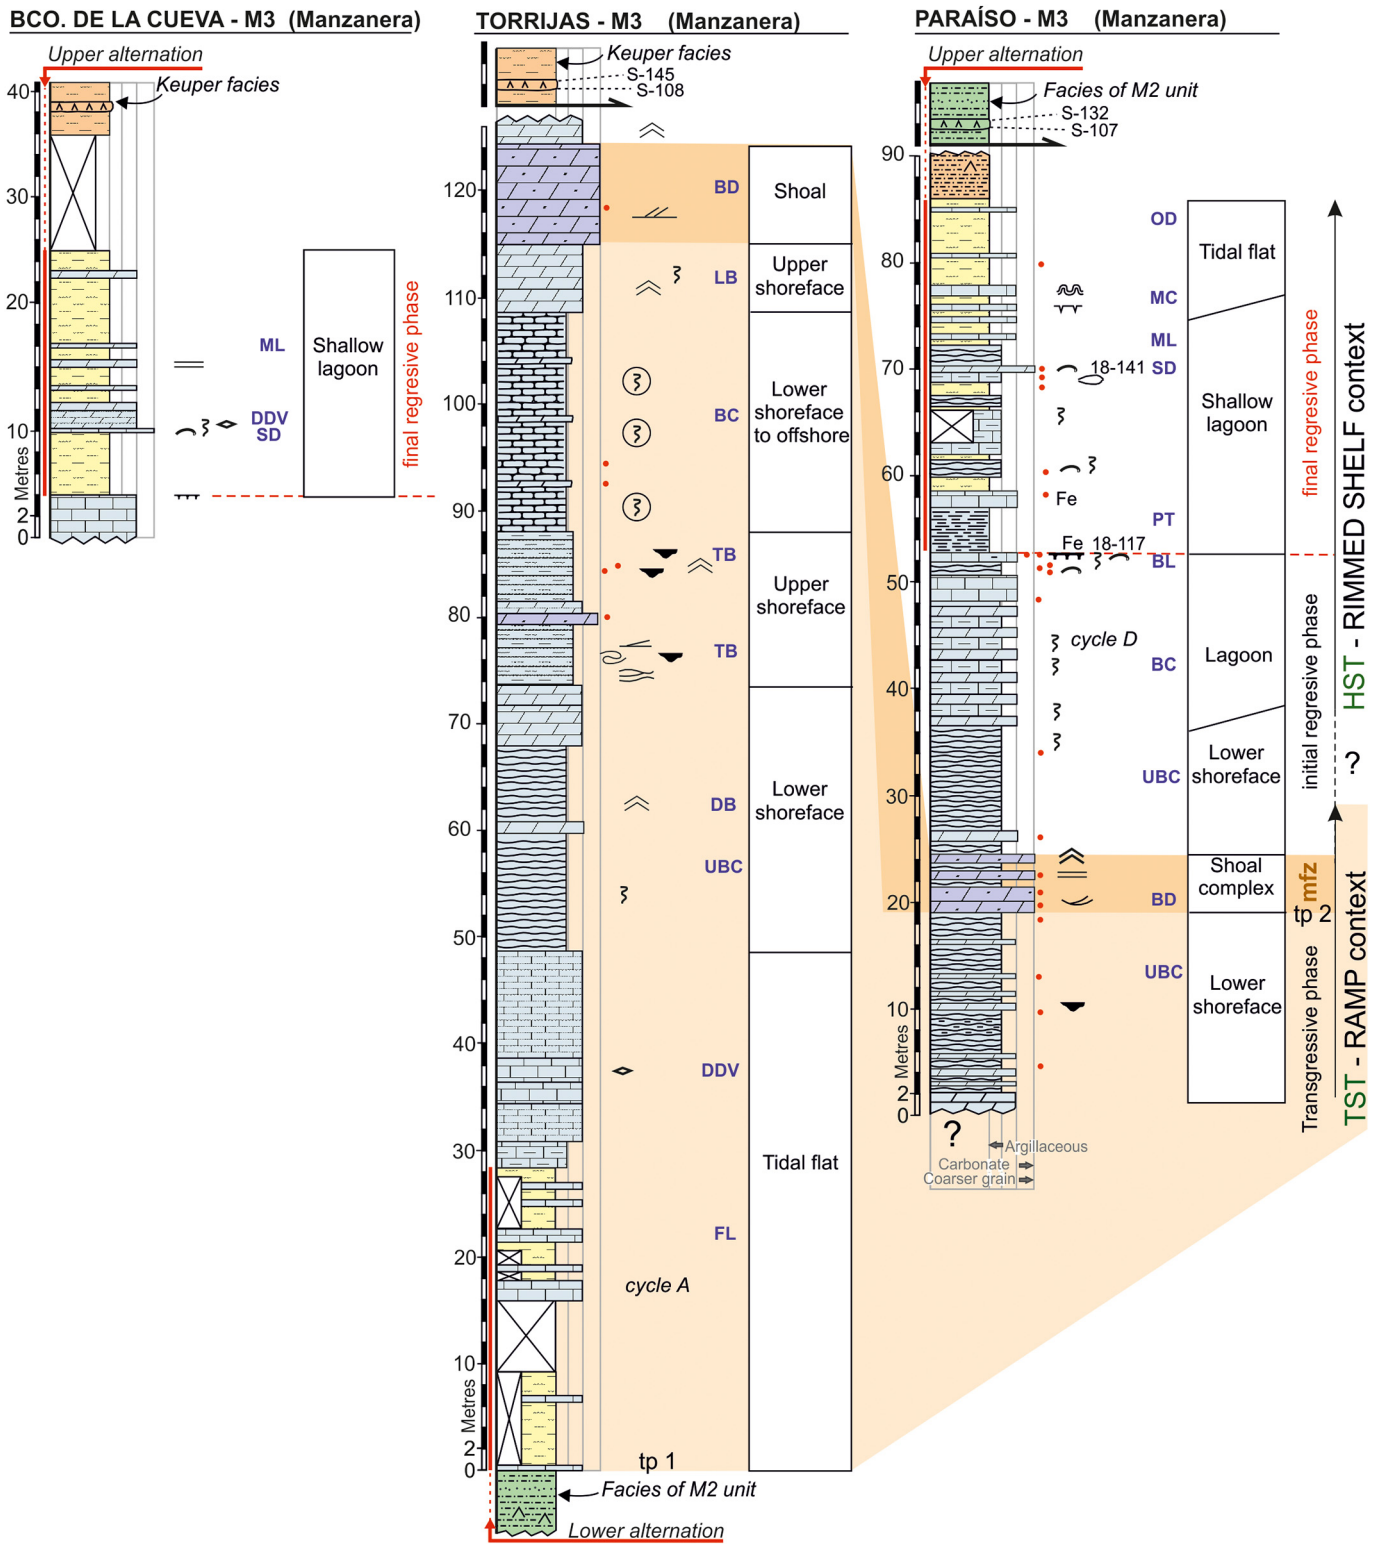 BCO. DE LA CUEVA - M3 (Manzanera)
Upper alternation
Keuper facies
40
30
20
10
2
0
Metres
ML
DDV
SD
Shallow
lagoon
final regresive phase
TORRIJAS - M3 (Manzanera)
Keuper facies
S-145
S-108
120
110
100
90
80
70
60
50
40
30
20
10
2
0
Metres
BD
LB
BC
TB
TB
DB
UBC
DDV
FL
cycle A
tp 1
Shoal
Upper
shoreface
Lower
shoreface
to offshore
Upper
shoreface
Lower
shoreface
Tidal flat
Facies of M2 unit
Lower alternation
PARAÍSO - M3 (Manzanera)
Upper alternation
Facies of M2 unit
S-132
S-107
90
80
70
60
50
40
30
20
10
2
0
Metres
OD
MC
ML
18-141
SD
Fe
PT
Fe 18-117
BL
cycle D
BC
UBC
BD
UBC
Tidal flat
Shallow
lagoon
Lagoon
Lower
shoreface
Shoal
complex
Lower
shoreface
final regresive phase
initial regresive phase
mfz
tp 2
Transgressive phase
HST - RIMMED SHELF context
?
TST - RAMP context
?
Argillaceous
Carbonate
Coarser grain